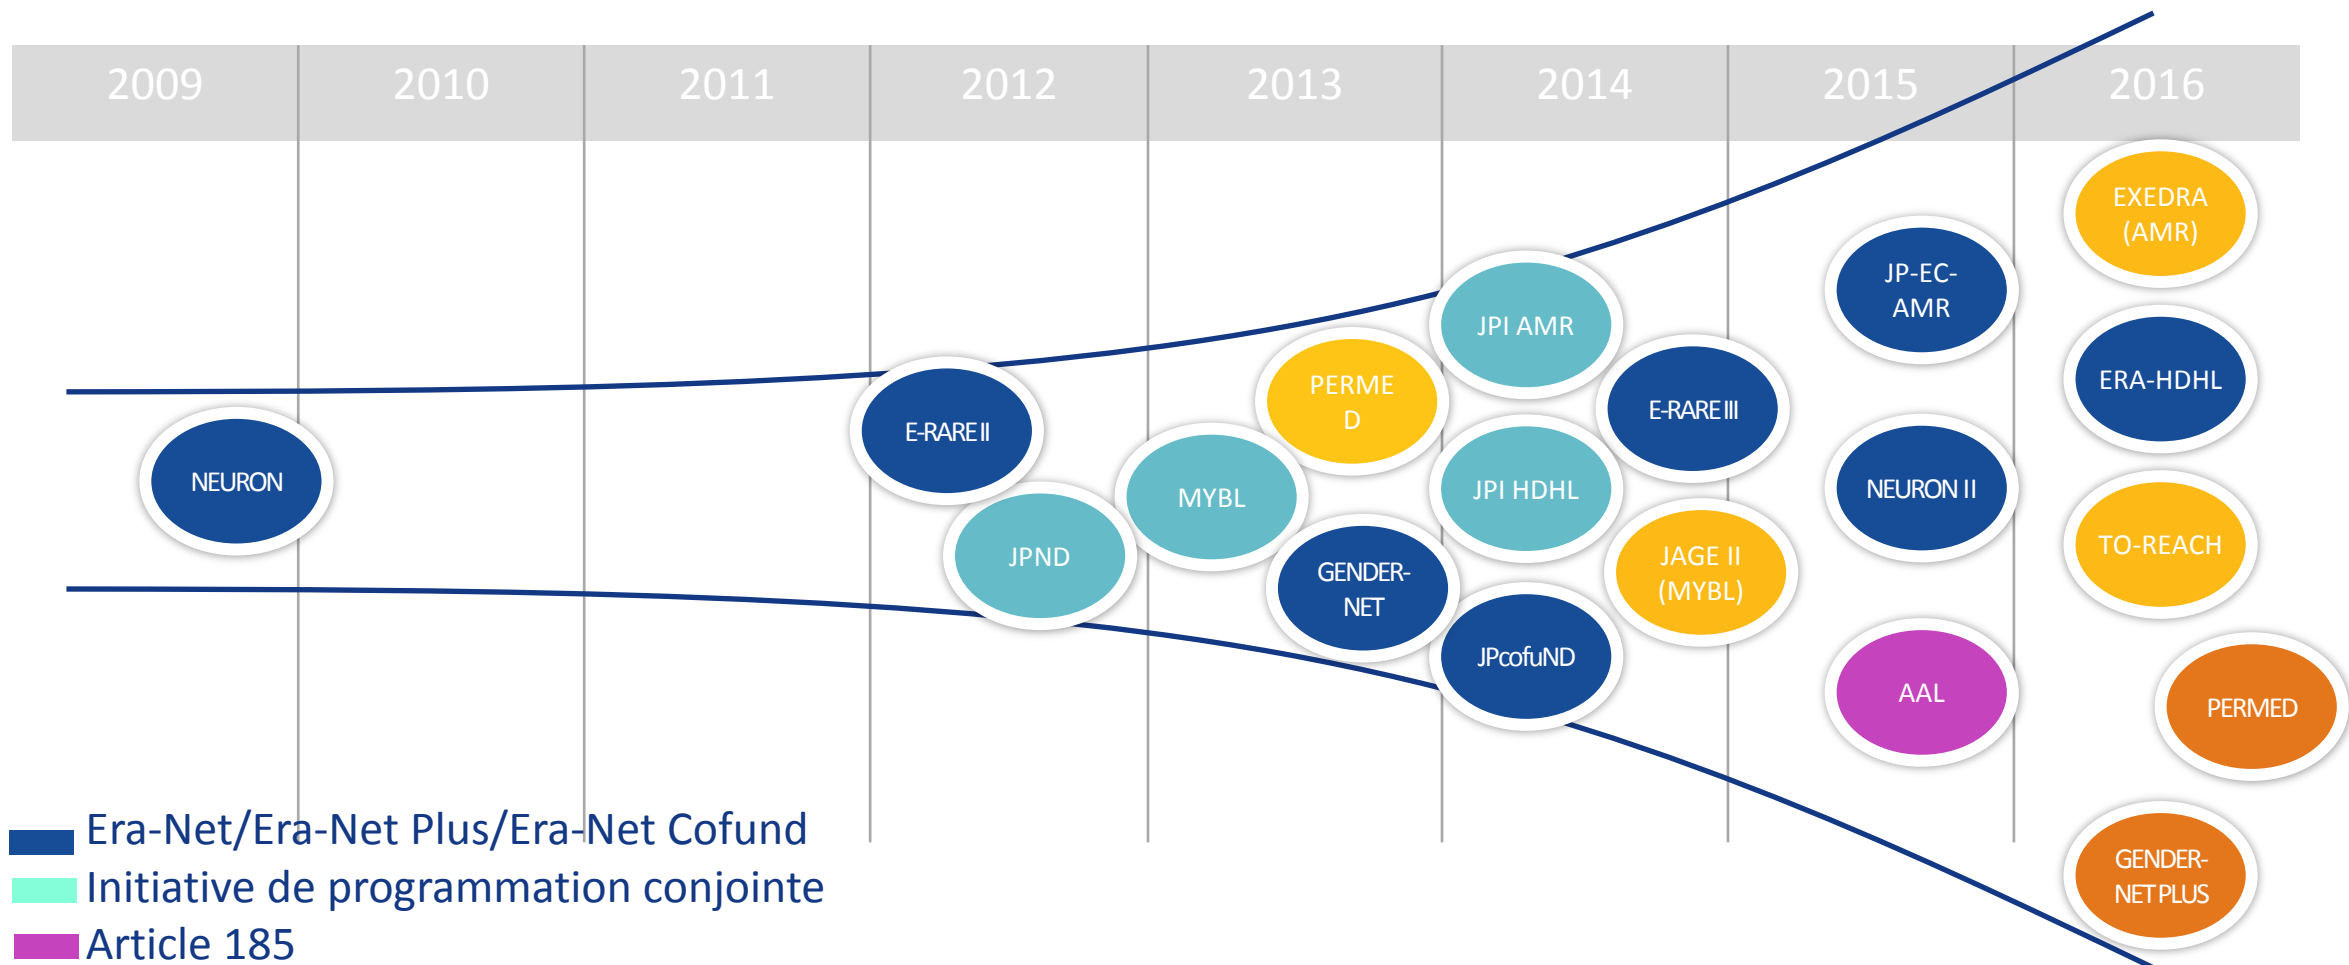 2009 2010 2011 2012 2013 2014 2015 2016
NEURON
E-RARE II
JPND
MYBL
PERME
D
GENDER-
NET
JPI AMR
JPI HDHL
JPcofuND
E-RARE III
JAGE II
(MYBL)
JP-EC-
AMR
NEURON II
AAL
EXEDRA
(AMR)
ERA-HDHL
TO-REACH
PERMED
GENDER-
NET PLUS
Era-Net/Era-Net Plus/Era-Net Cofund
Initiative de programmation conjointe
Article 185